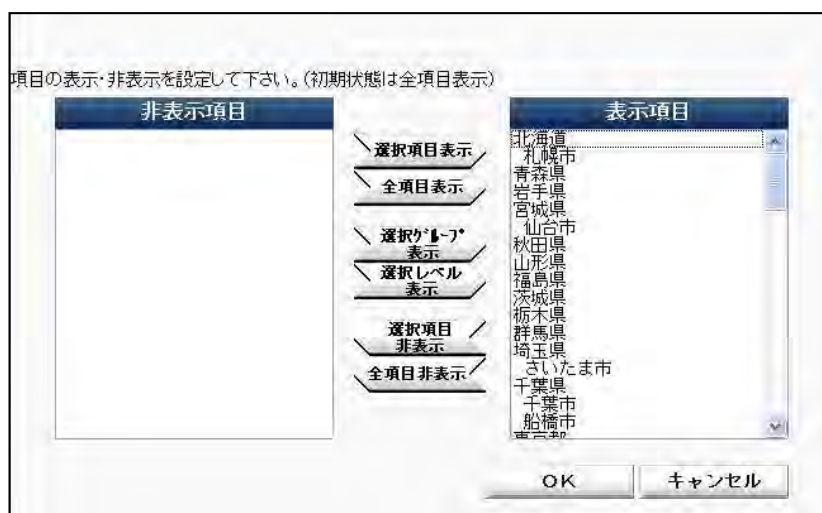 項目の表示・非表示を設定して下さい。(初期状態は全項目表示)
非表示項目
選択項目表示
全項目表示
選択ｸﾞﾙｰﾌﾟ
表示
選択レベル
表示
選択項目
非表示
全項目非表示
表示項目
北海道
札幌市
青森県
岩手県
宮城県
仙台市
秋田県
山形県
福島県
茨城県
栃木県
群馬県
埼玉県
さいたま市
千葉県
千葉市
船橋市
東京都
OK
キャンセル